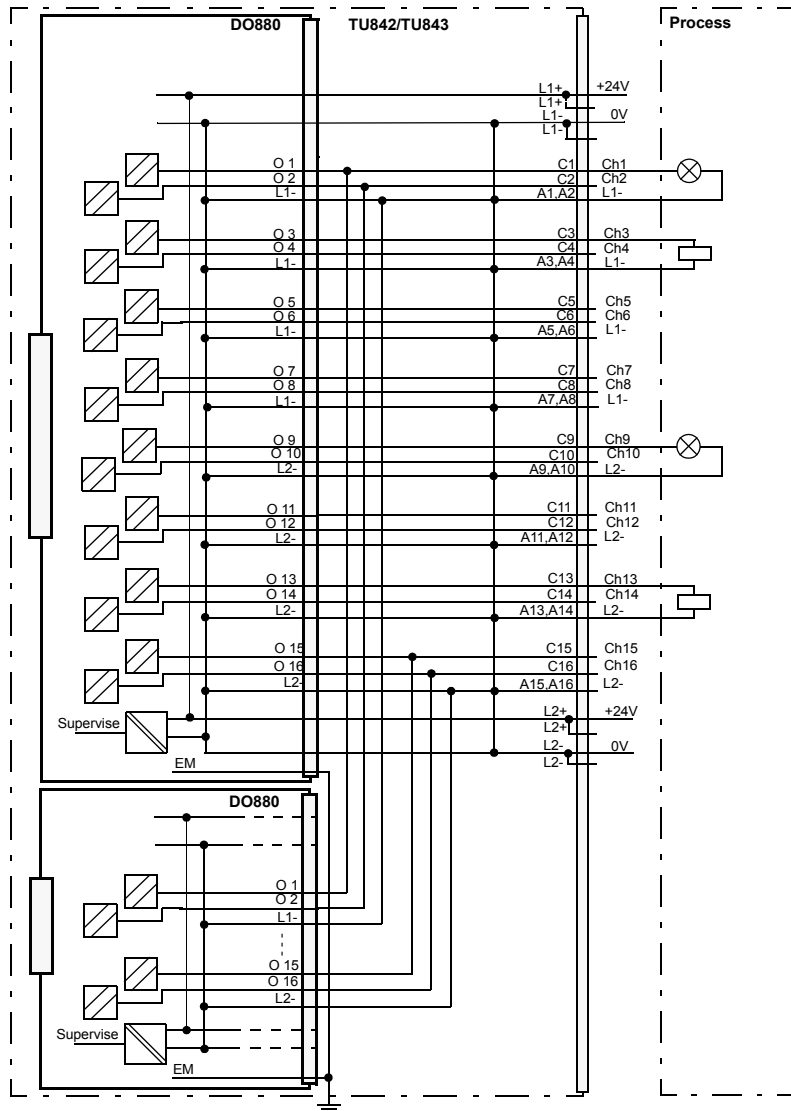 DO880 TU842/TU843 Process
L1+ +24V
L1+
L1- 0V
L1-
O 1 C1 Ch1
O 2 C2 Ch2
L1- A1,A2 L1-
O 3 C3 Ch3
O 4 C4 Ch4
L1- A3,A4 L1-
O 5 C5 Ch5
O 6 C6 Ch6
L1- A5,A6 L1-
O 7 C7 Ch7
O 8 C8 Ch8
L1- A7,A8 L1-
O 9 C9 Ch9
O 10 C10 Ch10
L2- A9,A10 L2-
O 11 C11 Ch11
O 12 C12 Ch12
L2- A11,A12 L2-
O 13 C13 Ch13
O 14 C14 Ch14
L2- A13,A14 L2-
O 15 C15 Ch15
O 16 C16 Ch16
L2- A15,A16 L2-
L2+ +24V
Supervise L2+
L2- 0V
EM L2-
DO880
O 1
O 2
L1-
O 15
O 16
L2-
Supervise
EM